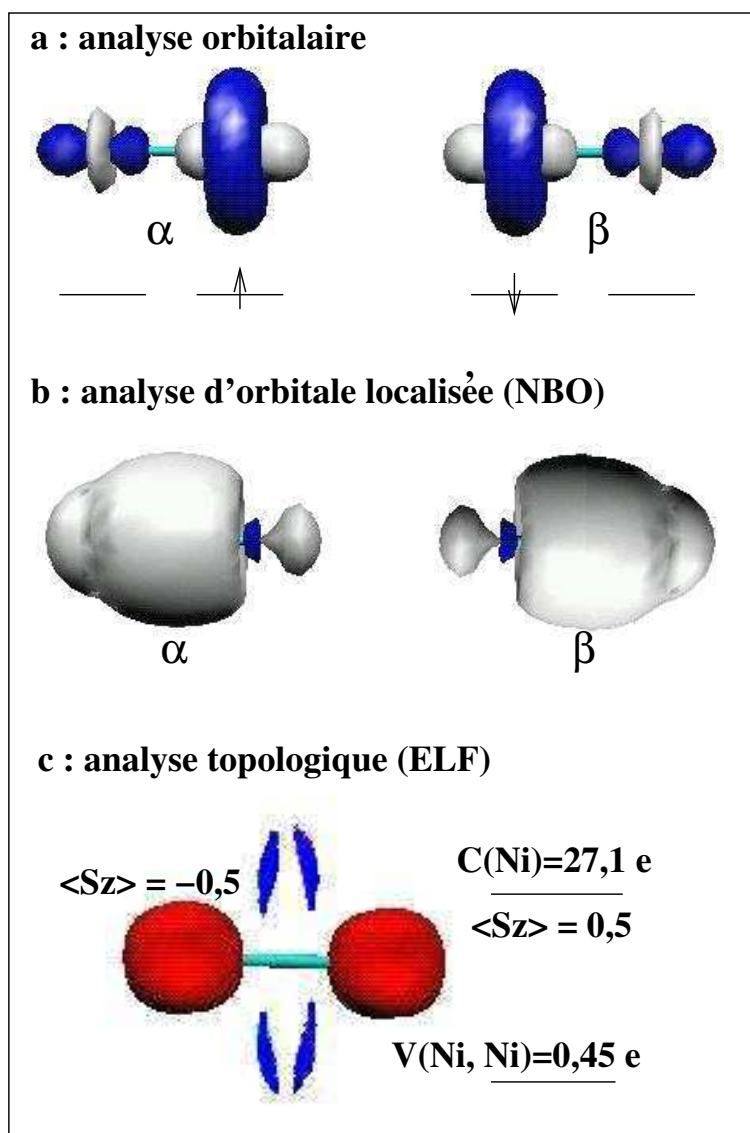 a : analyse orbitalaire
α β
b : analyse d'orbitale localisée (NBO)
α β
c : analyse topologique (ELF)
<Sz> = −0,5
C(Ni)=27,1 e
<Sz> = 0,5
V(Ni, Ni)=0,45 e